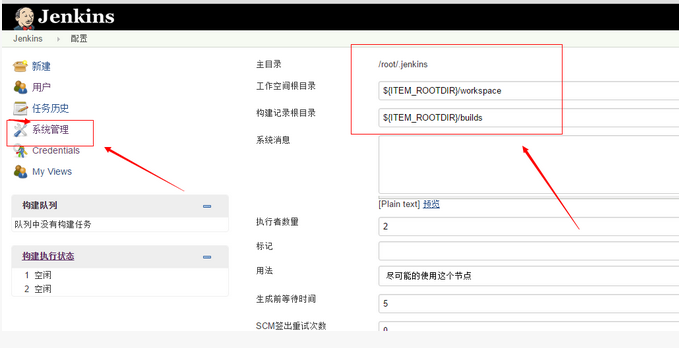 Jenkins
Jenkins › 配置
新建
用户
任务历史
系统管理
Credentials
My Views
构建队列
队列中没有构建任务
构建执行状态
1 空闲
2 空闲
主目录 /root/.jenkins
工作空间根目录 ${ITEM_ROOTDIR}/workspace
构建记录根目录 ${ITEM_ROOTDIR}/builds
系统消息
[Plain text] 预览
执行者数量 2
标记
用法 尽可能的使用这个节点
生成前等待时间 5
SCM签出重试次数 0